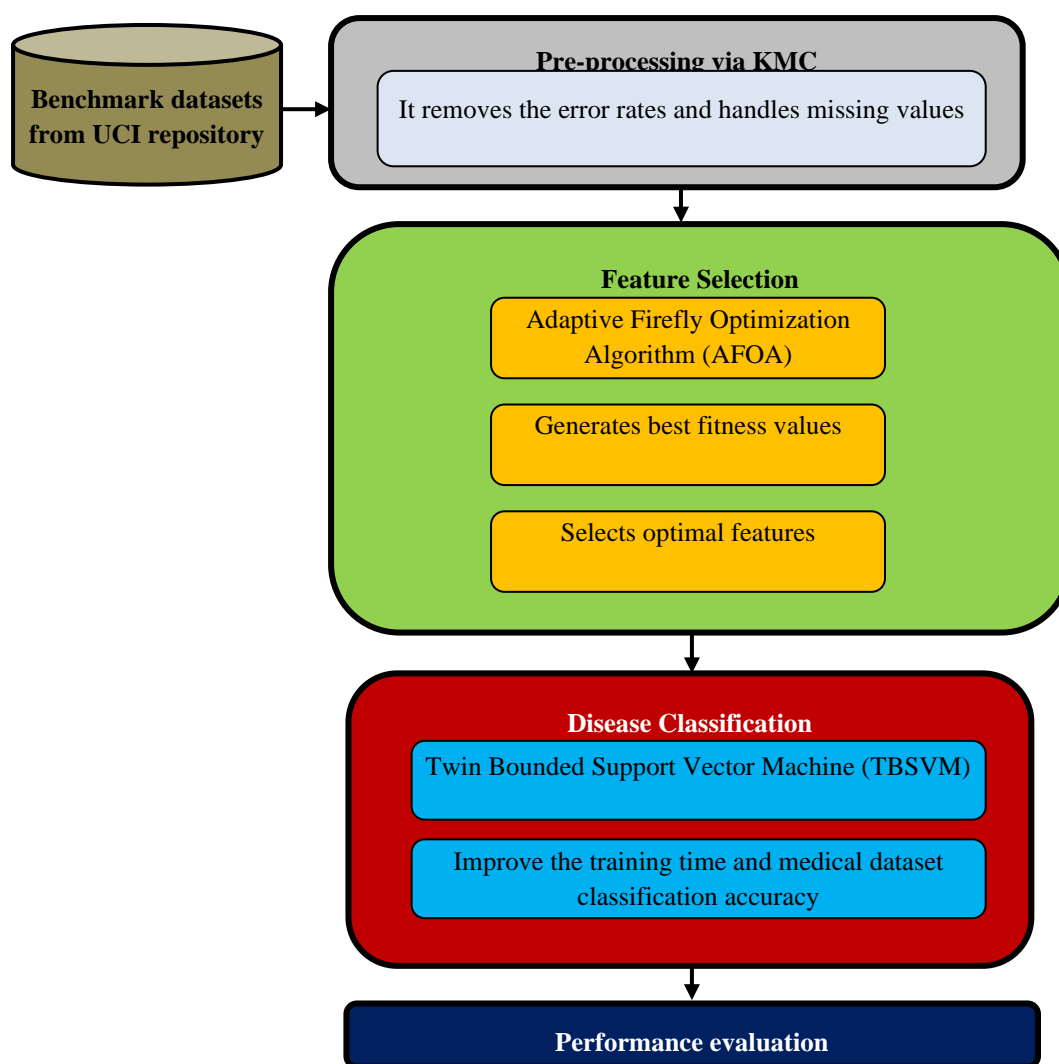 Benchmark datasets
from UCI repository
Pre-processing via KMC
It removes the error rates and handles missing values
Feature Selection
Adaptive Firefly Optimization
Algorithm (AFOA)
Generates best fitness values
Selects optimal features
Disease Classification
Twin Bounded Support Vector Machine (TBSVM)
Improve the training time and medical dataset
classification accuracy
Performance evaluation